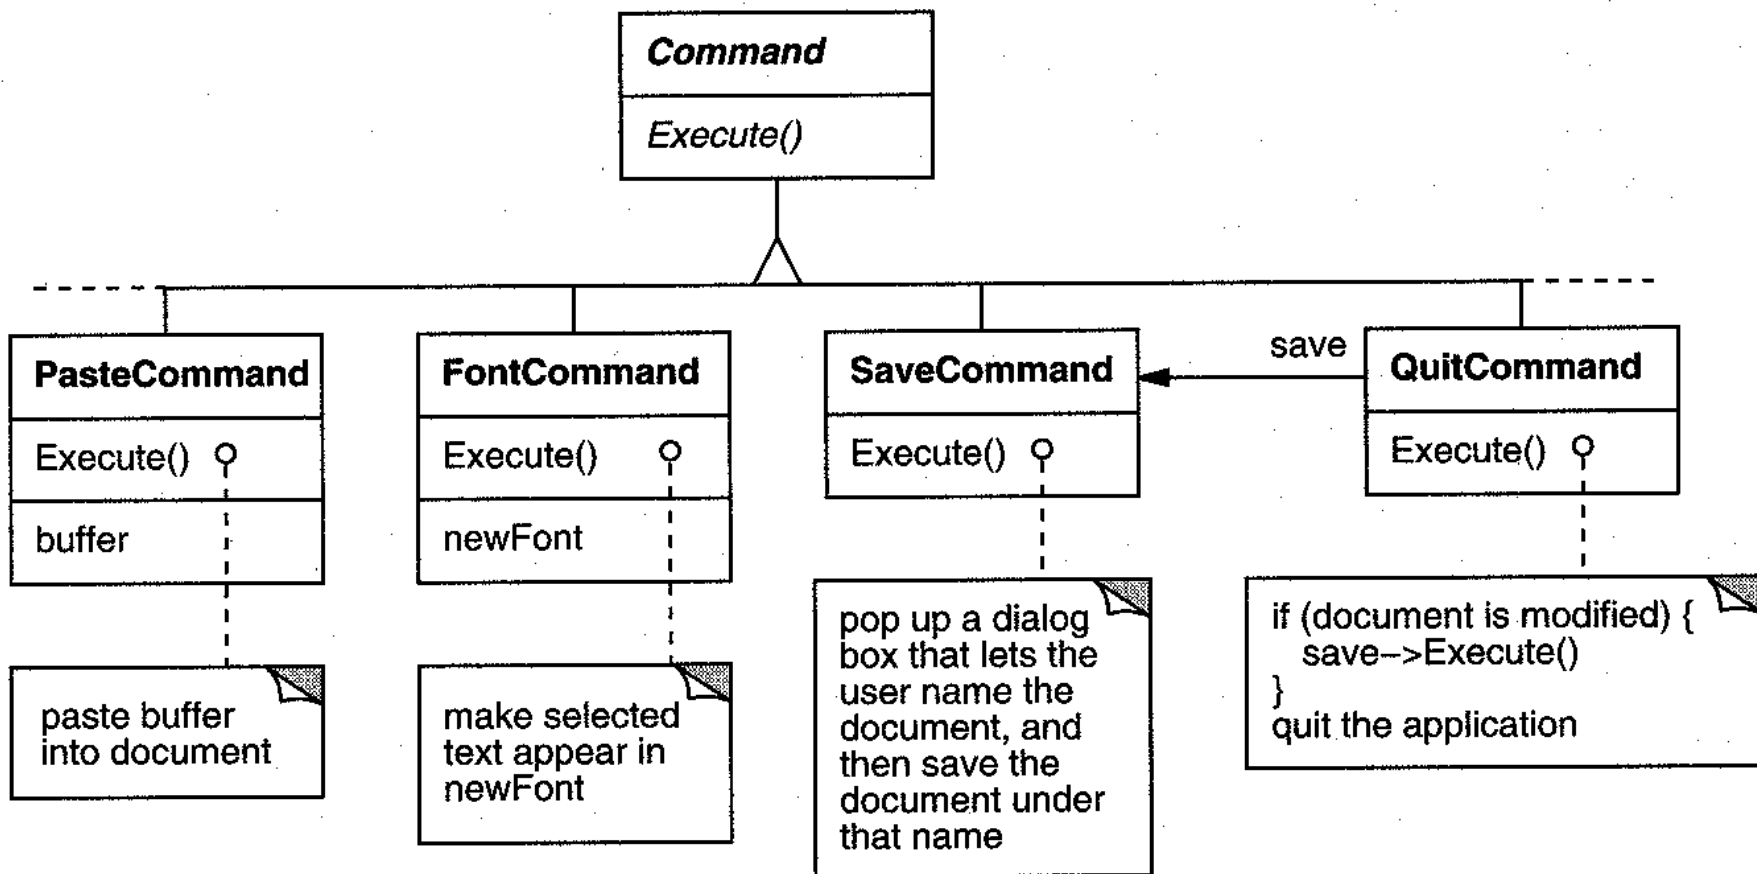 Command
Execute()
PasteCommand
Execute()
buffer
paste buffer
into document
FontCommand
Execute()
newFont
make selected
text appear in
newFont
SaveCommand
Execute()
pop up a dialog
box that lets the
user name the
document, and
then save the
document under
that name
save
QuitCommand
Execute()
if (document is modified) {
save->Execute()
}
quit the application